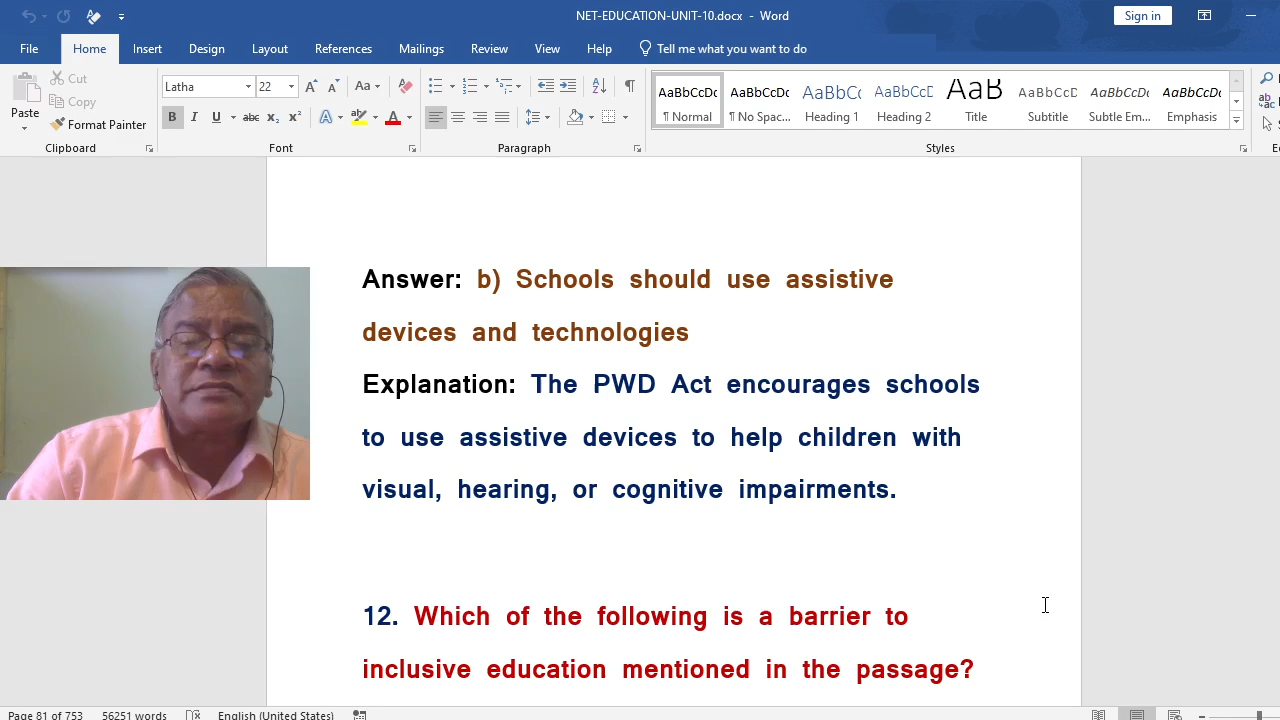 NET-EDUCATION-UNIT-10.docx - Word
Sign in
File Home Insert Design Layout References Mailings Review View Help Tell me what you want to do
Paste
Cut
Copy
Format Painter
Clipboard
Latha 22
Font
Paragraph
AaBbCcDc AaBbCcDc AaBbCc AaBbCcD AaB AaBbCcD AaBbCcDc AaBbCcDc
¶ Normal ¶ No Spac... Heading 1 Heading 2 Title Subtitle Subtle Em... Emphasis
Styles
Answer: b) Schools should use assistive
devices and technologies
Explanation: The PWD Act encourages schools
to use assistive devices to help children with
visual, hearing, or cognitive impairments.
12. Which of the following is a barrier to
inclusive education mentioned in the passage?
Page 81 of 753 56251 words English (United States)